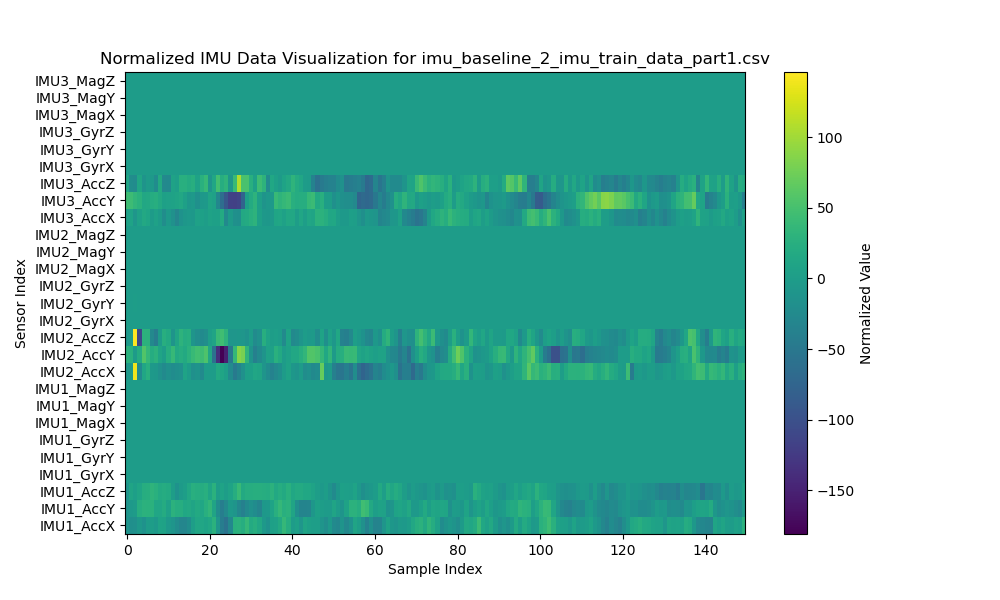 Normalized IMU Data Visualization for imu_baseline_2_imu_train_data_part1.csv
IMU3_MagZ
IMU3_MagY
IMU3_MagX
IMU3_GyrZ
IMU3_GyrY
IMU3_GyrX
IMU3_AccZ
IMU3_AccY
IMU3_AccX
IMU2_MagZ
IMU2_MagY
IMU2_MagX
IMU2_GyrZ
IMU2_GyrY
IMU2_GyrX
IMU2_AccZ
IMU2_AccY
IMU2_AccX
IMU1_MagZ
IMU1_MagY
IMU1_MagX
IMU1_GyrZ
IMU1_GyrY
IMU1_GyrX
IMU1_AccZ
IMU1_AccY
IMU1_AccX
Sensor Index
0 20 40 60 80 100 120 140
Sample Index
100
50
0
−50
−100
−150
Normalized Value